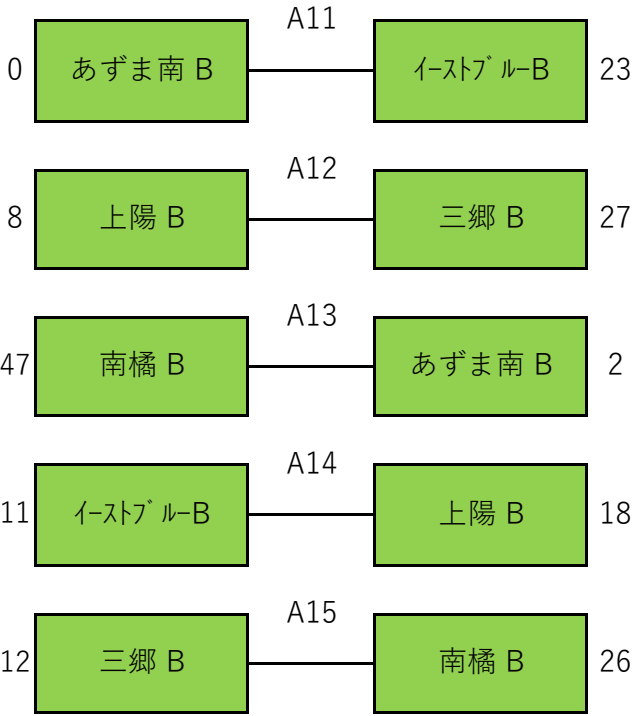 A11
0 あずま南 B ｲｰｽﾄﾌﾞﾙｰB 23
A12
8 上陽 B 三郷 B 27
A13
47 南橘 B あずま南 B 2
A14
11 ｲｰｽﾄﾌﾞﾙｰB 上陽 B 18
A15
12 三郷 B 南橘 B 26